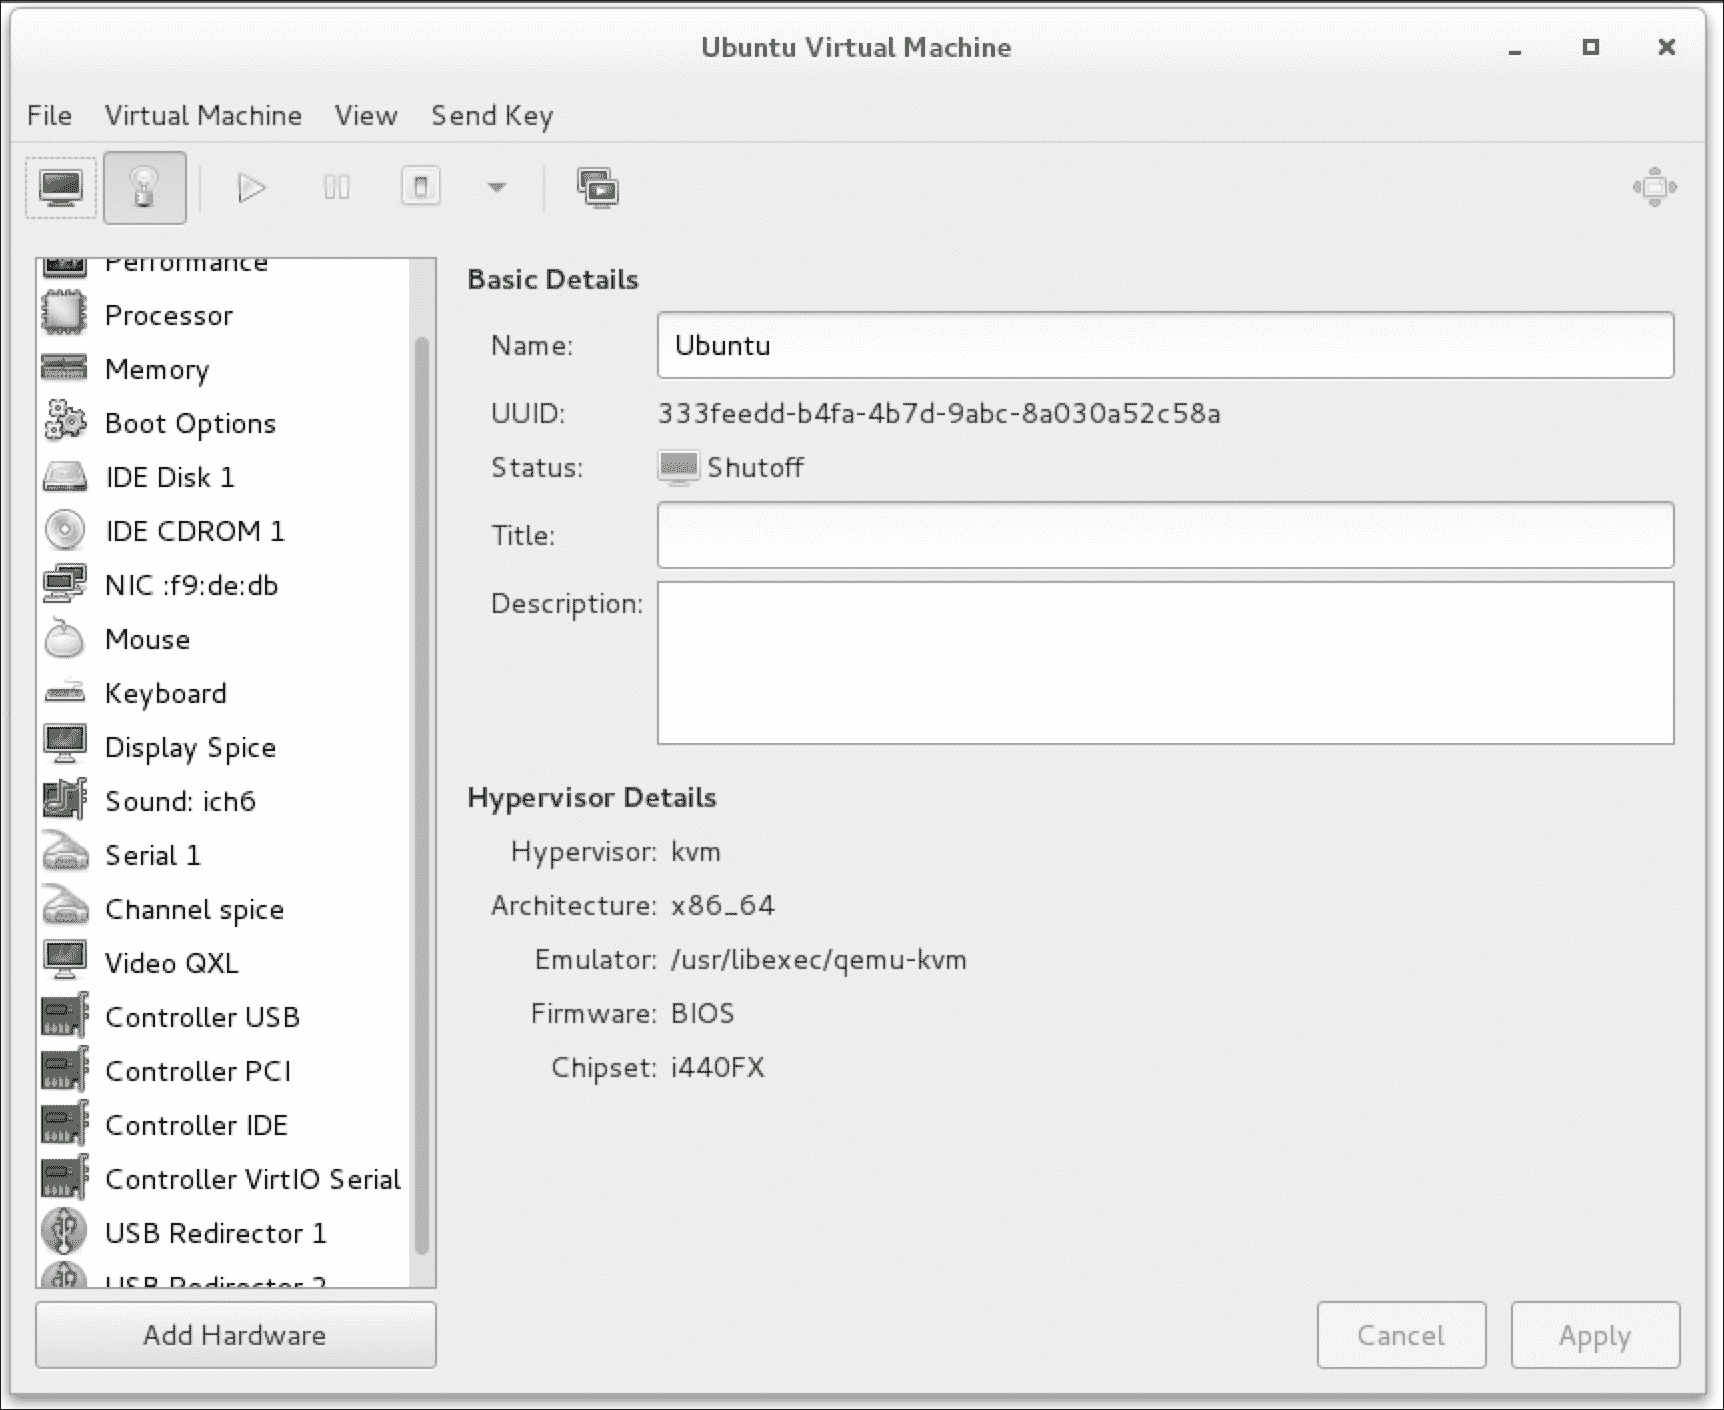 Ubuntu Virtual Machine
File Virtual Machine View Send Key
Performance
Processor
Memory
Boot Options
IDE Disk 1
IDE CDROM 1
NIC :f9:de:db
Mouse
Keyboard
Display Spice
Sound: ich6
Serial 1
Channel spice
Video QXL
Controller USB
Controller PCI
Controller IDE
Controller VirtIO Serial
USB Redirector 1
USB Redirector 2
Add Hardware
Basic Details
Name: Ubuntu
UUID: 333feedd-b4fa-4b7d-9abc-8a030a52c58a
Status: Shutoff
Title:
Description:
Hypervisor Details
Hypervisor: kvm
Architecture: x86_64
Emulator: /usr/libexec/qemu-kvm
Firmware: BIOS
Chipset: i440FX
Cancel Apply